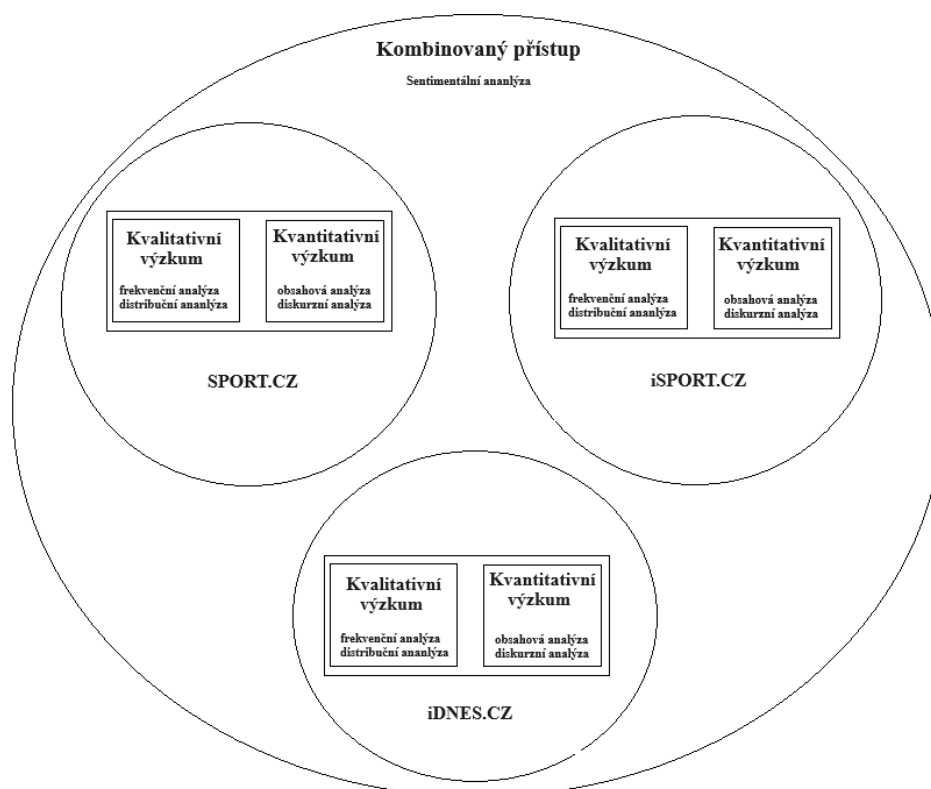 Kombinovaný přístup
Sentimentální ananlýza
Kvalitativní
výzkum
frekvenční analýza
distribuční ananlýza
Kvantitativní
výzkum
obsahová analýza
diskurzní analýza
SPORT.CZ
Kvalitativní
výzkum
frekvenční analýza
distribuční ananlýza
Kvantitativní
výzkum
obsahová analýza
diskurzní analýza
iSPORT.CZ
Kvalitativní
výzkum
frekvenční analýza
distribuční ananlýza
Kvantitativní
výzkum
obsahová analýza
diskurzní analýza
iDNES.CZ